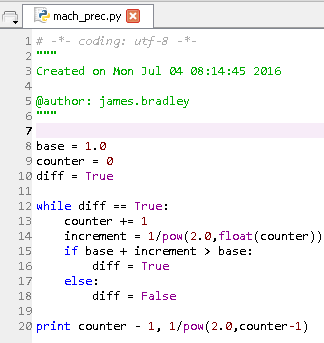 mach_prec.py
1 # -*- coding: utf-8 -*-
2 """
3 Created on Mon Jul 04 08:14:45 2016
4
5 @author: james.bradley
6 """
7
8 base = 1.0
9 counter = 0
10 diff = True
11
12 while diff == True:
13     counter += 1
14     increment = 1/pow(2.0,float(counter))
15     if base + increment > base:
16         diff = True
17     else:
18         diff = False
19
20 print counter - 1, 1/pow(2.0,counter-1)